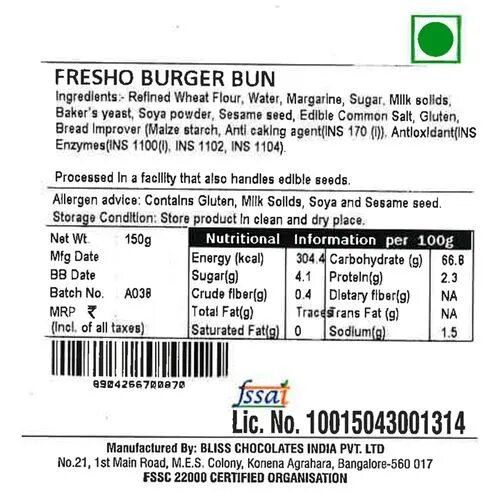 FRESHO BURGER BUN
Ingredients:- Refined Wheat Flour, Water, Margarine, Sugar, Milk solids,
Baker's yeast, Soya powder, Sesame seed, Edible Common Salt, Gluten,
Bread Improver (Maize starch, Anti caking agent(INS 170 (i)). Antioxidant(INS
Enzymes(INS 1100(i), INS 1102, INS 1104).
Processed in a facility that also handles edible seeds.
Allergen advice: Contains Gluten, Milk Solids, Soya and Sesame seed.
Storage Condition: Store product in clean and dry place.
Net Wt. 150g
Mfg Date
BB Date
Batch No. A038
MRP ₹
(Incl. of all taxes)
Nutritional Information per 100g
Energy (kcal) 304.4 Carbohydrate (g) 66.8
Sugar(g) 4.1 Protein(g) 2.3
Crude fiber(g) 0.4 Dietary fiber(g) NA
Total Fat(g) Traces Trans Fat (g) NA
Saturated Fat(g) 0 Sodium(g) 1.5
8904256700870
fssai
Lic. No. 10015043001314
Manufactured By: BLISS CHOCOLATES INDIA PVT. LTD
No.21, 1st Main Road, M.E.S. Colony, Konena Agrahara, Bangalore-560 017
FSSC 22000 CERTIFIED ORGANISATION